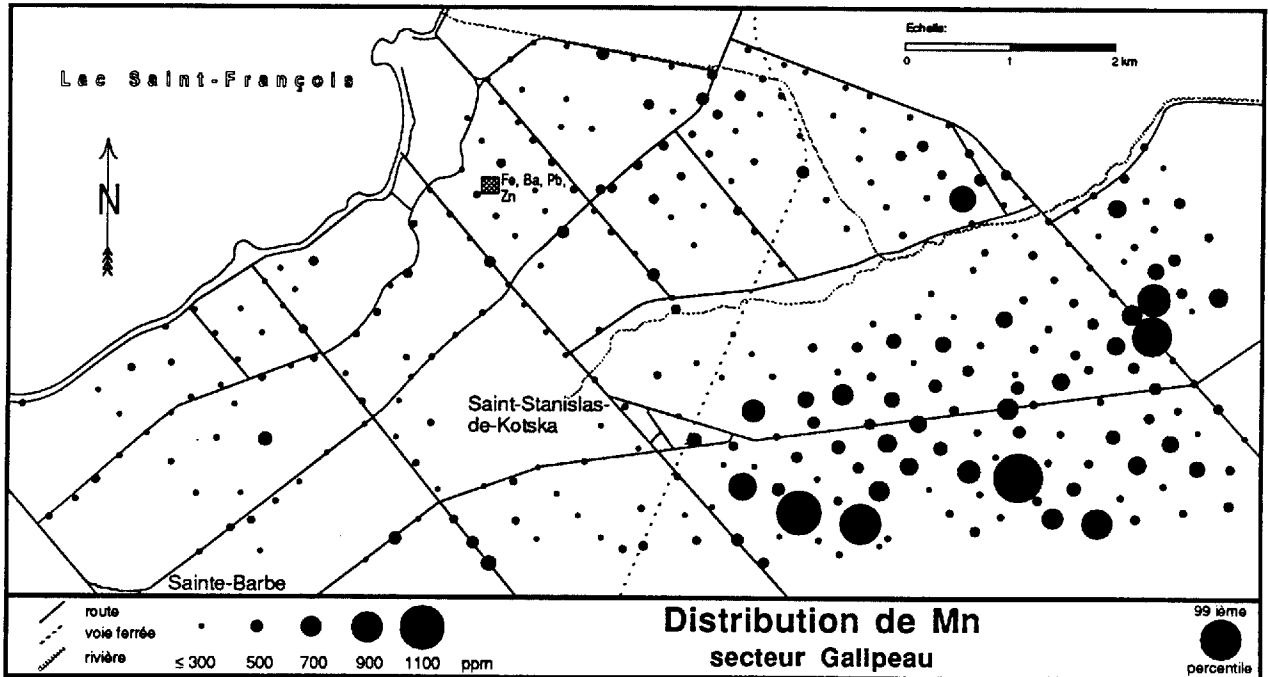 Echelle:
0 1 2 km
Lac Saint-François
N
Fe, Ba, Pb,
Zn
Saint-Stanislas-
de-Kotska
Sainte-Barbe
route
voie ferrée
rivière
≤ 300 500 700 900 1100 ppm
Distribution de Mn
secteur Galipeau
99 ième
percentile